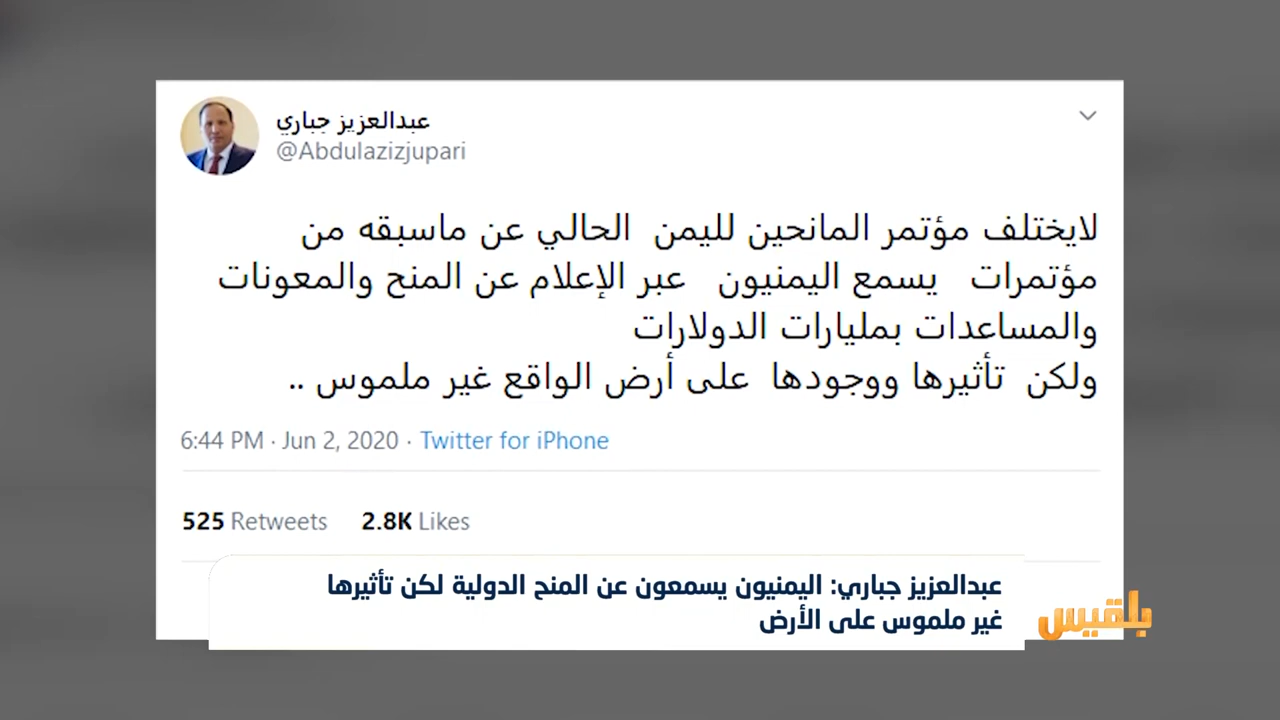 عبدالعزيز جباري
@Abdulazizjupari
لايختلف مؤتمر المانحين لليمن الحالي عن ماسبقه من
مؤتمرات يسمع اليمنيون عبر الإعلام عن المنح والمعونات
والمساعدات بمليارات الدولارات
ولكن تأثيرها ووجودها على أرض الواقع غير ملموس ..
6:44 PM · Jun 2, 2020 · Twitter for iPhone
525 Retweets 2.8K Likes
عبدالعزيز جباري: اليمنيون يسمعون عن المنح الدولية لكن تأثيرها
غير ملموس على الأرض
بلقيس